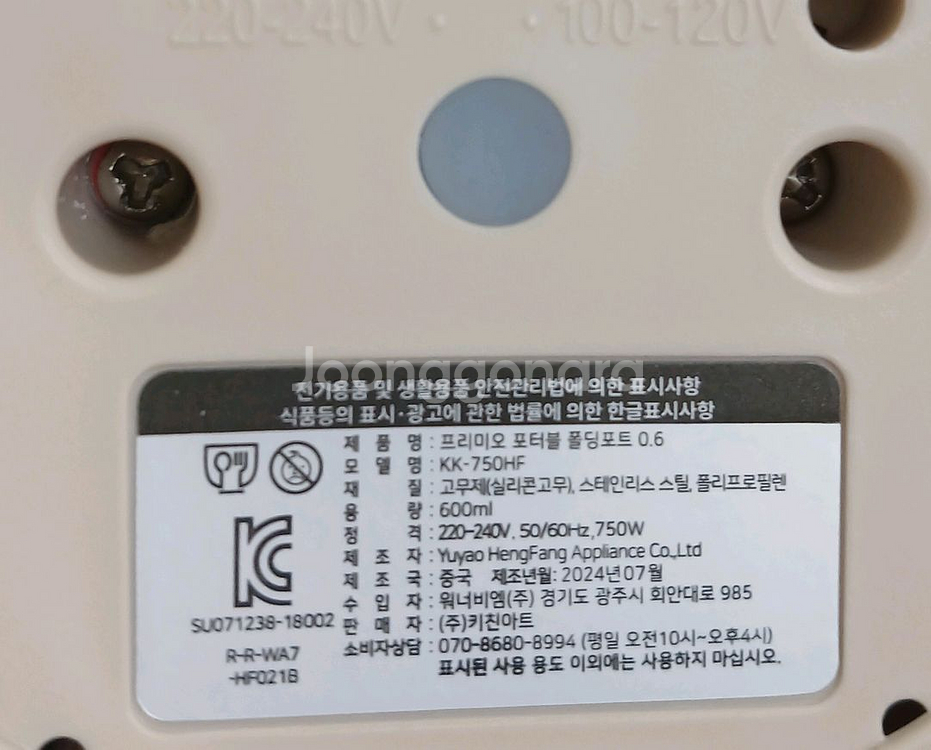 220-240V • • 100-120V
Joonggonara
전기용품 및 생활용품 안전관리법에 의한 표시사항
식품등의 표시·광고에 관한 법률에 의한 한글표시사항
제 품 명 : 프리미오 포터블 폴딩포트 0.6
모 델 명 : KK-750HF
재 질 : 고무제(실리콘고무), 스테인리스 스틸, 폴리프로필렌
용 량 : 600ml
정 격 : 220-240V, 50/60Hz, 750W
제 조 자 : Yuyao HengFang Appliance Co.,Ltd
제 조 국 : 중국 제조년월: 2024년07월
수 입 자 : 워너비엠(주) 경기도 광주시 회안대로 985
판 매 자 : (주)키친아트
소비자상담 : 070-8680-8994 (평일 오전10시~오후4시)
표시된 사용 용도 이외에는 사용하지 마십시오.
SU071238-18002
R-R-WA7
-HF021B